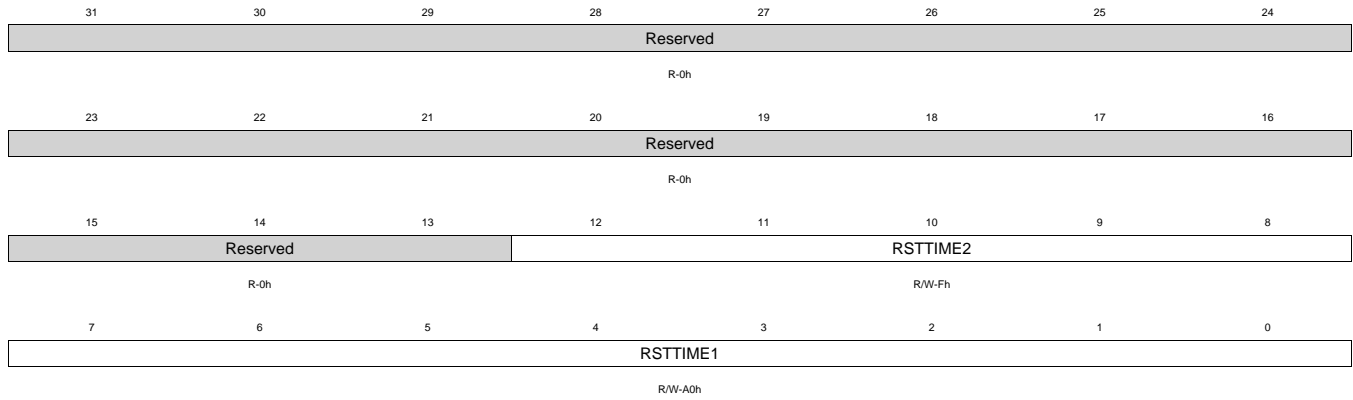 31 30 29 28 27 26 25 24
Reserved
R-0h
23 22 21 20 19 18 17 16
Reserved
R-0h
15 14 13 12 11 10 9 8
Reserved RSTTIME2
R-0h R/W-Fh
7 6 5 4 3 2 1 0
RSTTIME1
R/W-A0h